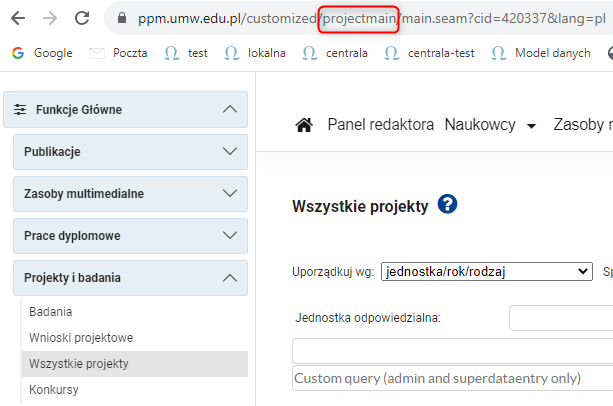 ppm.umw.edu.pl/customized/projectmain/main.seam?cid=420337&lang=pl
G Google Poczta Ω test Ω lokalna Ω centrala Ω centrala-test Ω Model danych
Funkcje Główne
Publikacje
Zasoby multimedialne
Prace dyplomowe
Projekty i badania
Badania
Wnioski projektowe
Wszystkie projekty
Konkursy
Panel redaktora Naukowcy Zasoby
Wszystkie projekty ?
Uporządkuj wg: jednostka/rok/rodzaj
Jednostka odpowiedzialna:
Custom query (admin and superdataentry only)